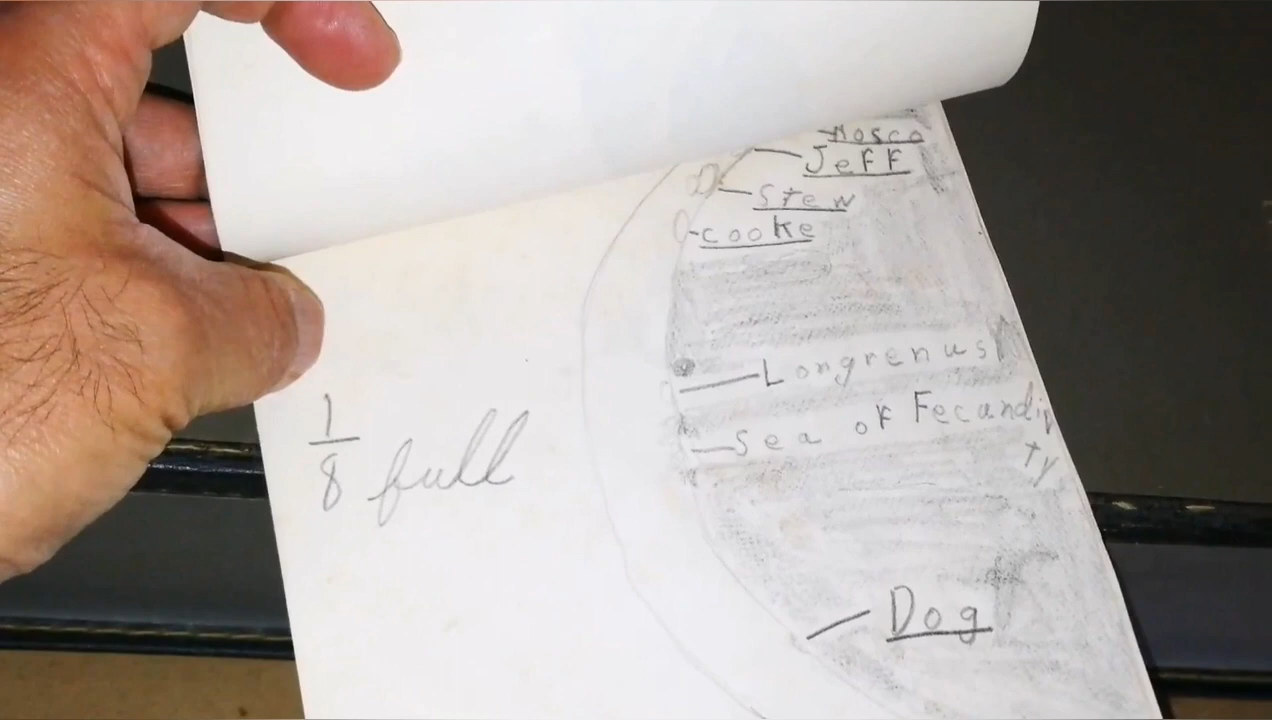 Mosco
Jeff
Stew
cooke
Longrenus
Sea of Fecandi
ty
1
8 full
Dog